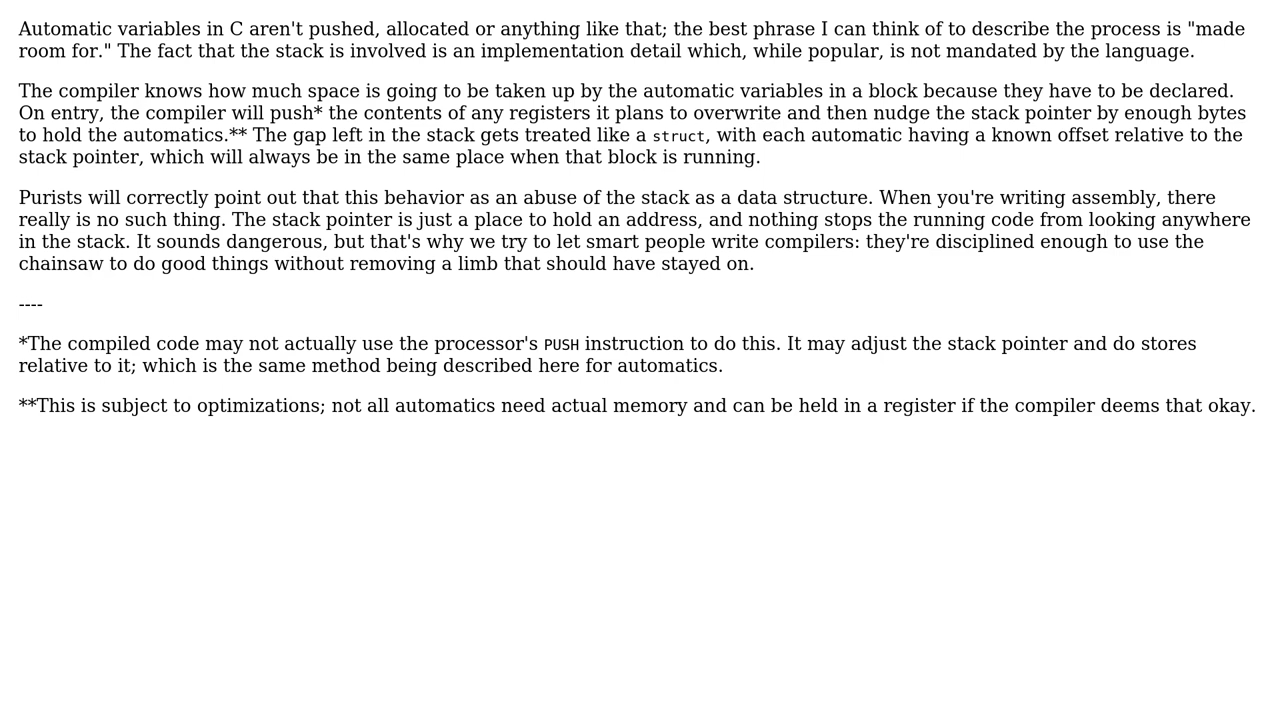 Automatic variables in C aren't pushed, allocated or anything like that; the best phrase I can think of to describe the process is "made
room for." The fact that the stack is involved is an implementation detail which, while popular, is not mandated by the language.
The compiler knows how much space is going to be taken up by the automatic variables in a block because they have to be declared.
On entry, the compiler will push* the contents of any registers it plans to overwrite and then nudge the stack pointer by enough bytes
to hold the automatics.** The gap left in the stack gets treated like a struct, with each automatic having a known offset relative to the
stack pointer, which will always be in the same place when that block is running.
Purists will correctly point out that this behavior as an abuse of the stack as a data structure. When you're writing assembly, there
really is no such thing. The stack pointer is just a place to hold an address, and nothing stops the running code from looking anywhere
in the stack. It sounds dangerous, but that's why we try to let smart people write compilers: they're disciplined enough to use the
chainsaw to do good things without removing a limb that should have stayed on.
----
*The compiled code may not actually use the processor's PUSH instruction to do this. It may adjust the stack pointer and do stores
relative to it; which is the same method being described here for automatics.
**This is subject to optimizations; not all automatics need actual memory and can be held in a register if the compiler deems that okay.